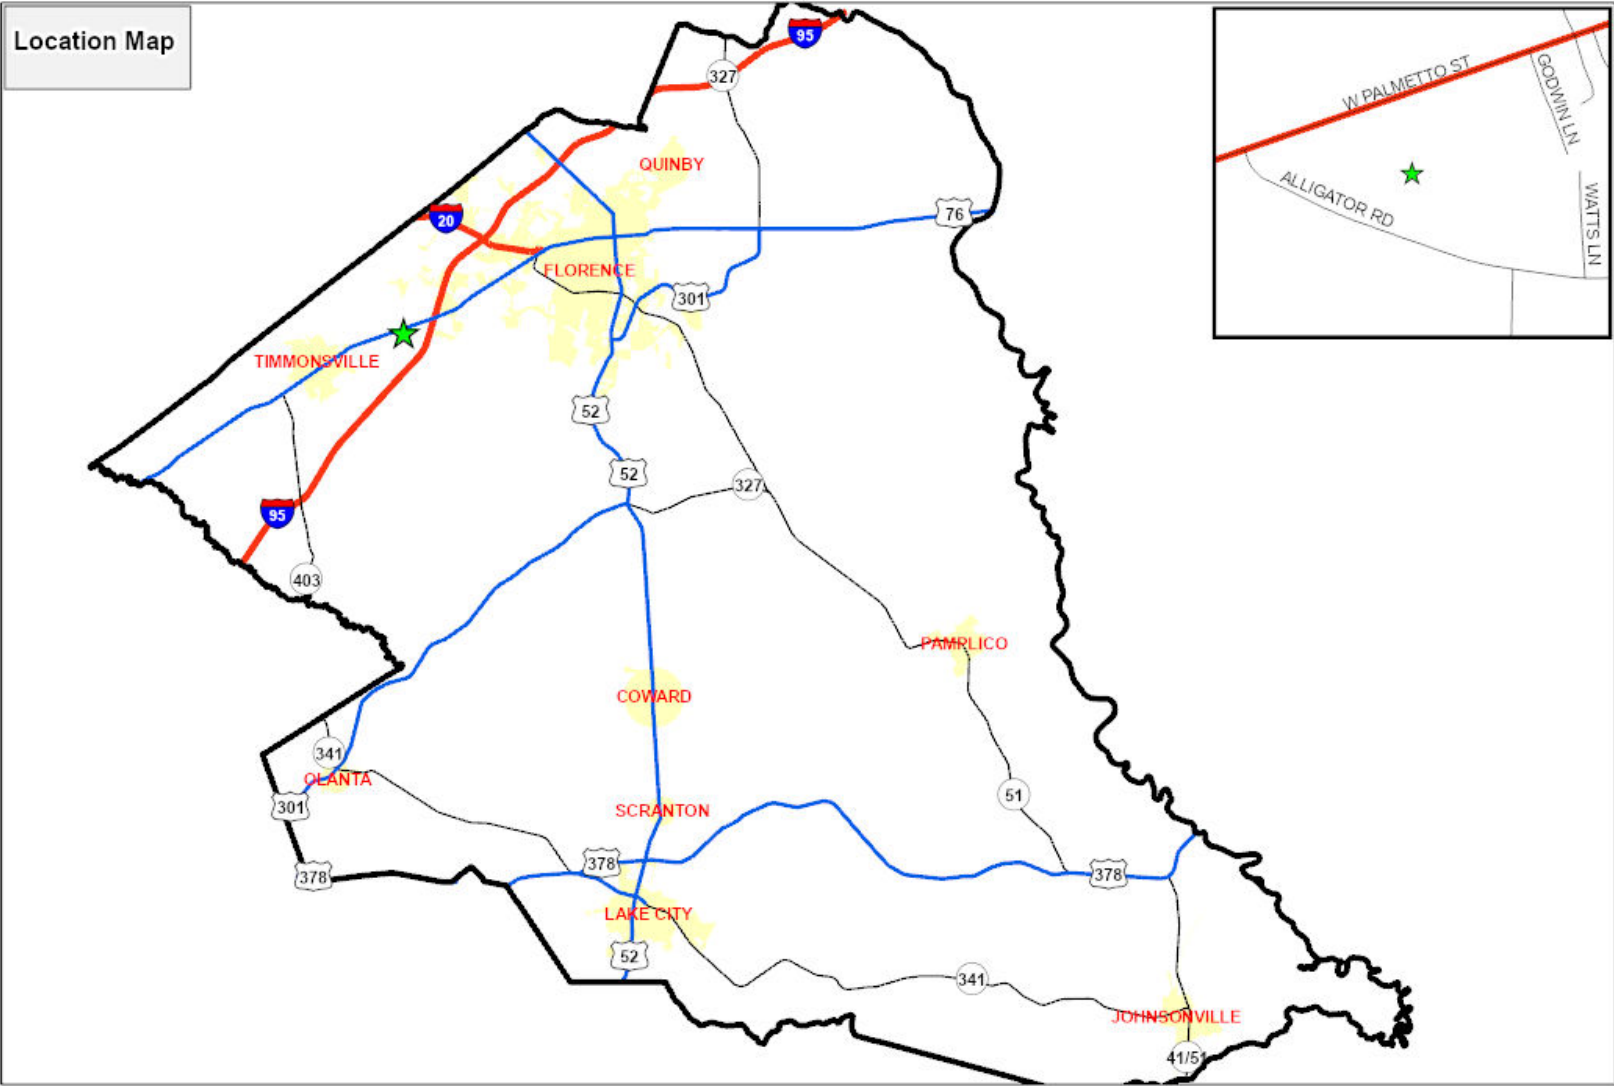 Location Map
95
327
QUINBY
20
76
FLORENCE
301
TIMMONSVILLE
52
52
327
95
403
PAMPLICO
COWARD
341
OLANTA
301
51
SCRANTON
378
378
378
LAKE CITY
52
341
JOHNSONVILLE
41/51
W PALMETTO ST
GODWIN LN
ALLIGATOR RD
WATTS LN